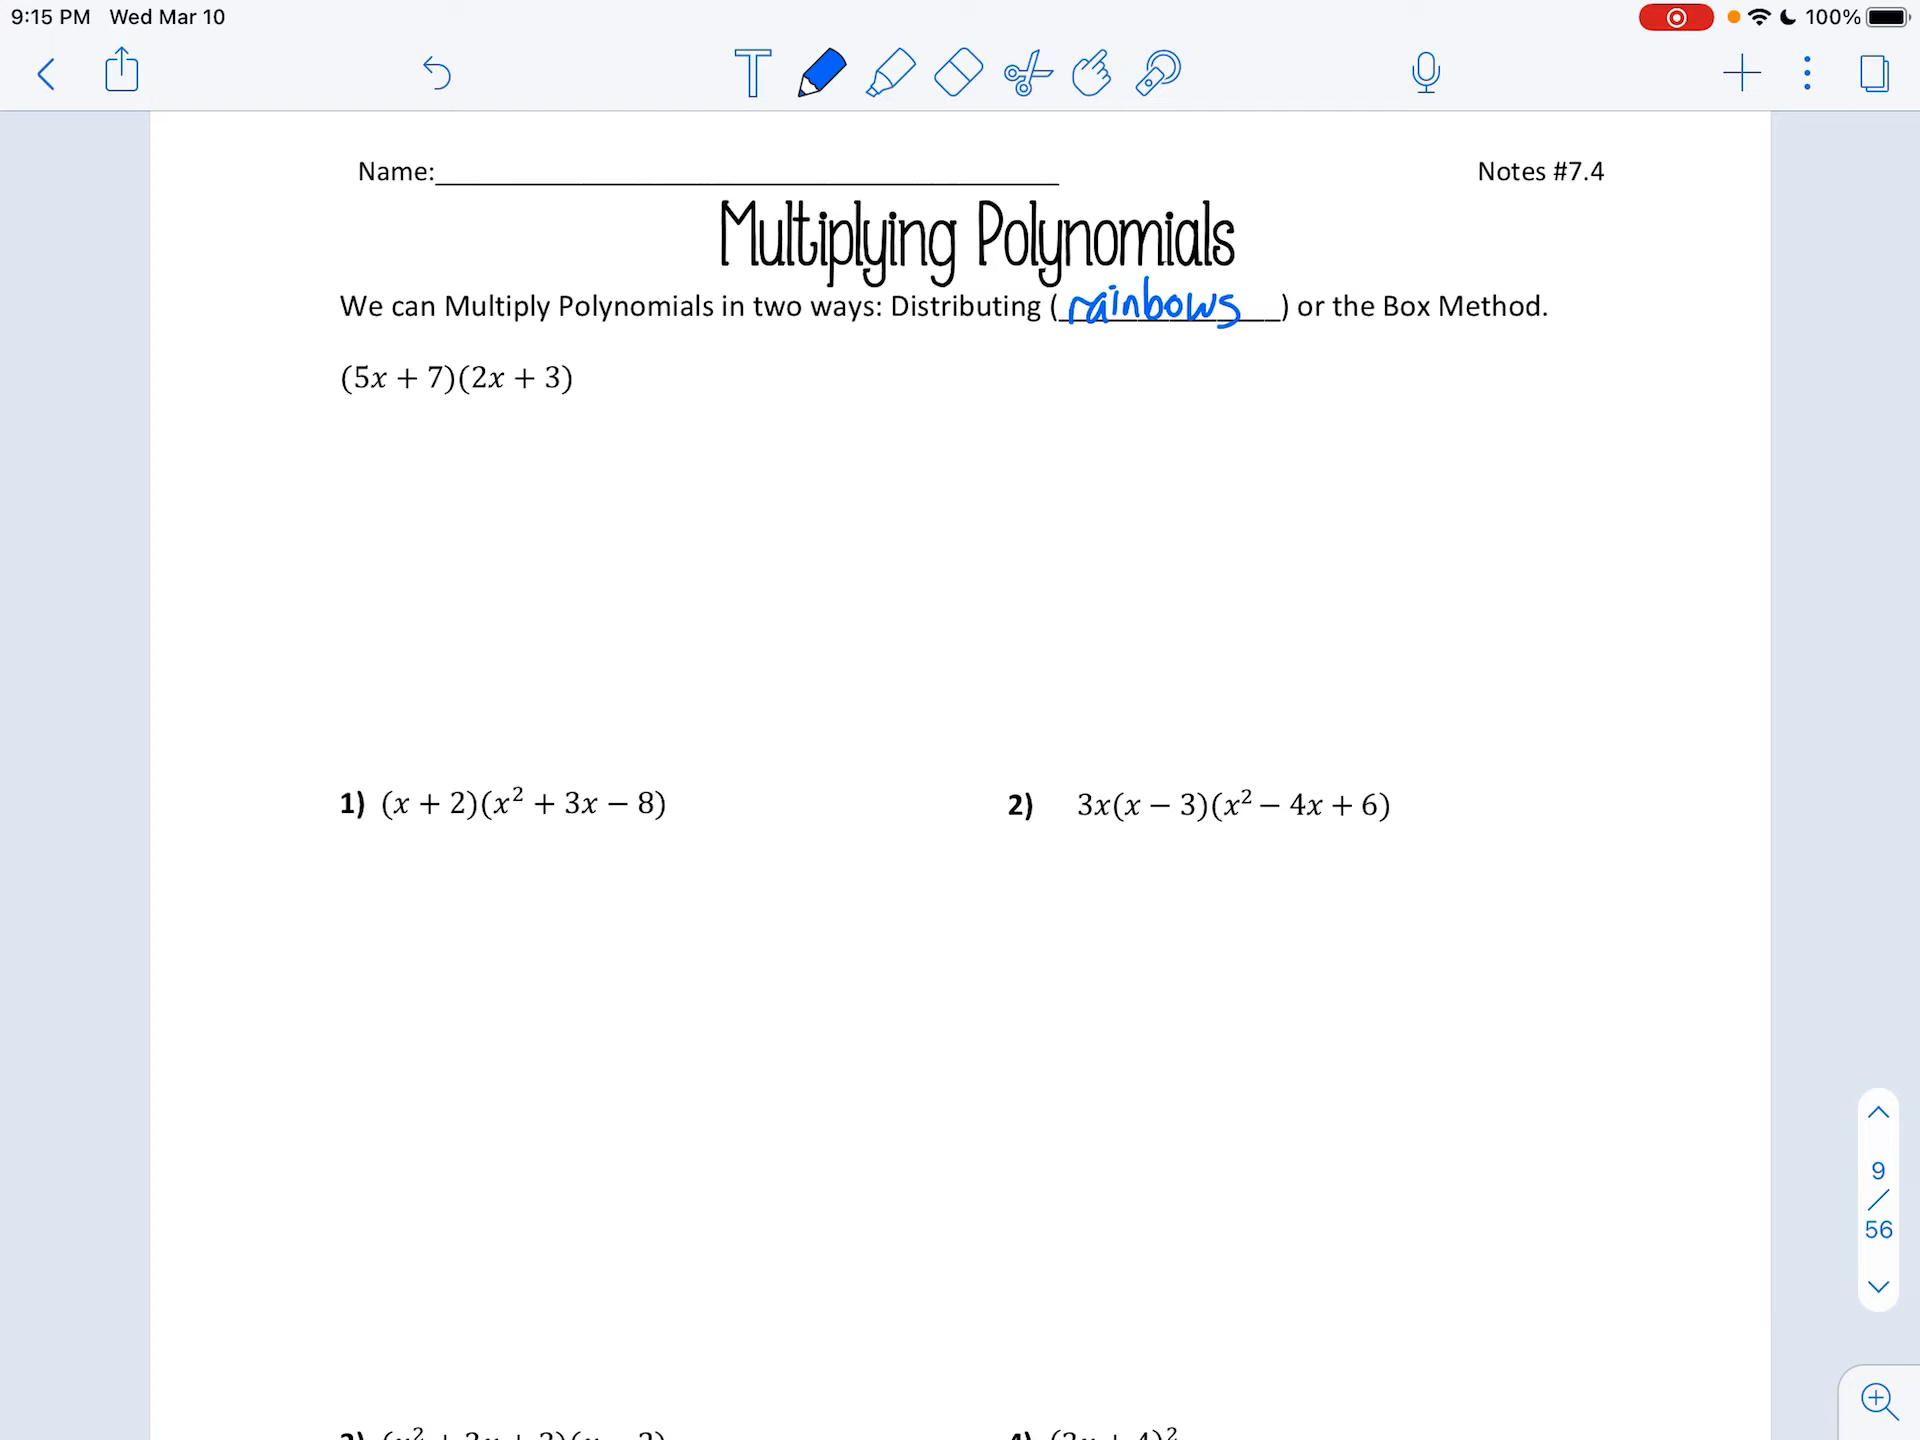 9:15 PM Wed Mar 10 100%
T
Name:____ Notes #7.4
Multiplying Polynomials
We can Multiply Polynomials in two ways: Distributing (rainbows) or the Box Method.
(5x + 7)(2x + 3)
1) (x + 2)(x² + 3x − 8) 2) 3x(x − 3)(x² − 4x + 6)
9
/
56